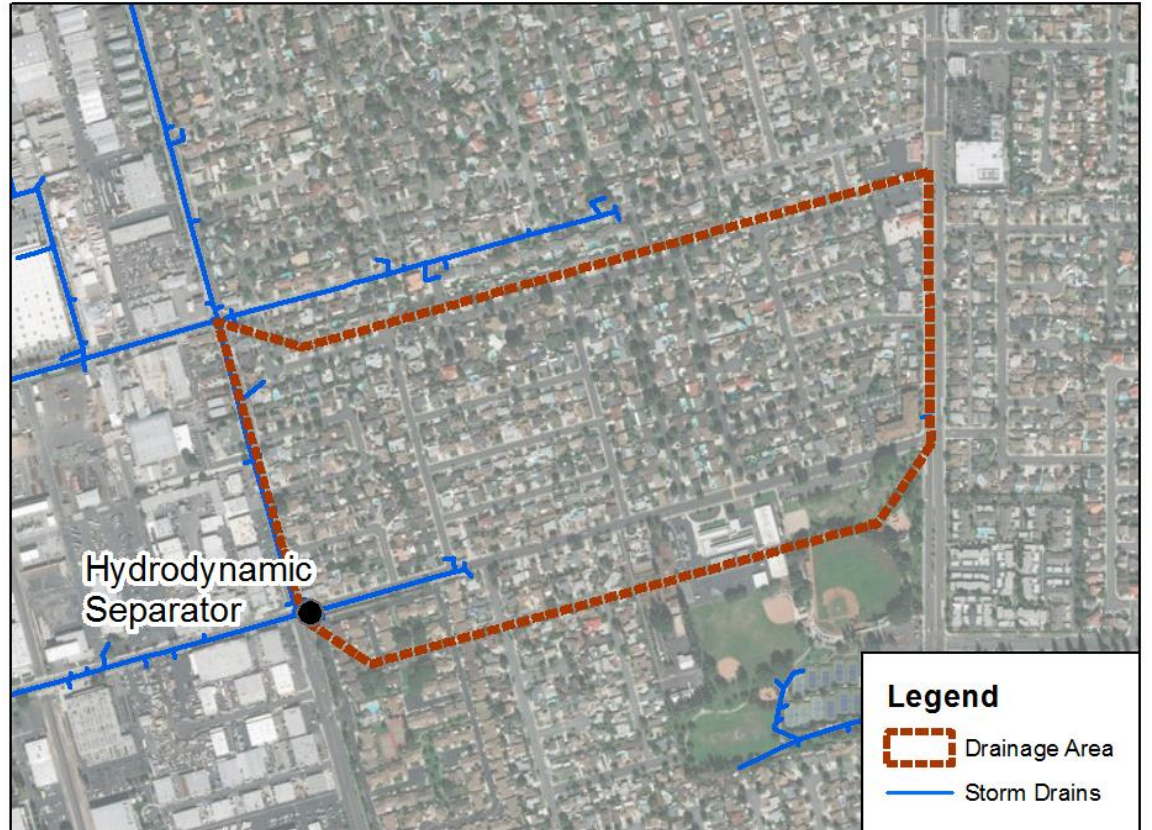 Hydrodynamic
Separator
Legend
Drainage Area
Storm Drains